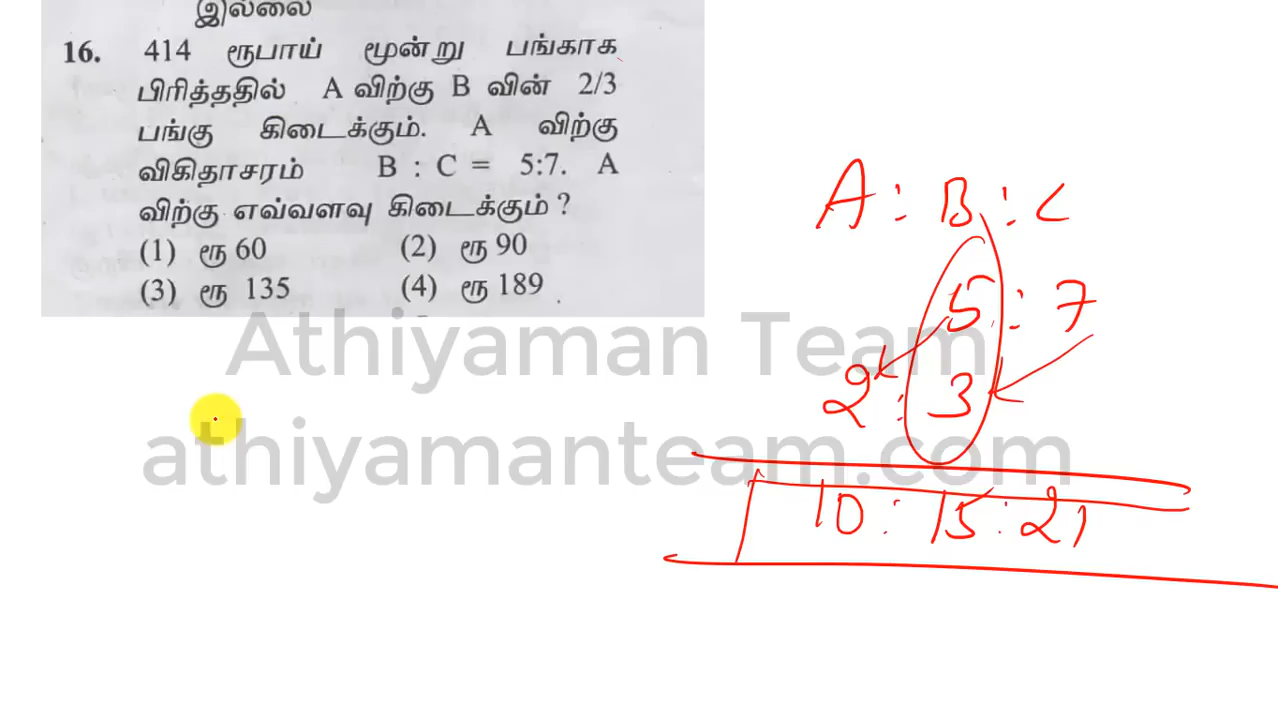 இல்லை
16. 414 ரூபாய் மூன்று பங்காக
பிரித்ததில் A விற்கு B வின் 2/3
பங்கு கிடைக்கும். A விற்கு
விகிதாசரம் B : C = 5:7. A
விற்கு எவ்வளவு கிடைக்கும் ?
(1) ரூ 60 (2) ரூ 90
(3) ரூ 135 (4) ரூ 189
A : B : C
5 : 7
2 : 3
10 : 15 : 21
Athiyaman Team
athiyamanteam.com